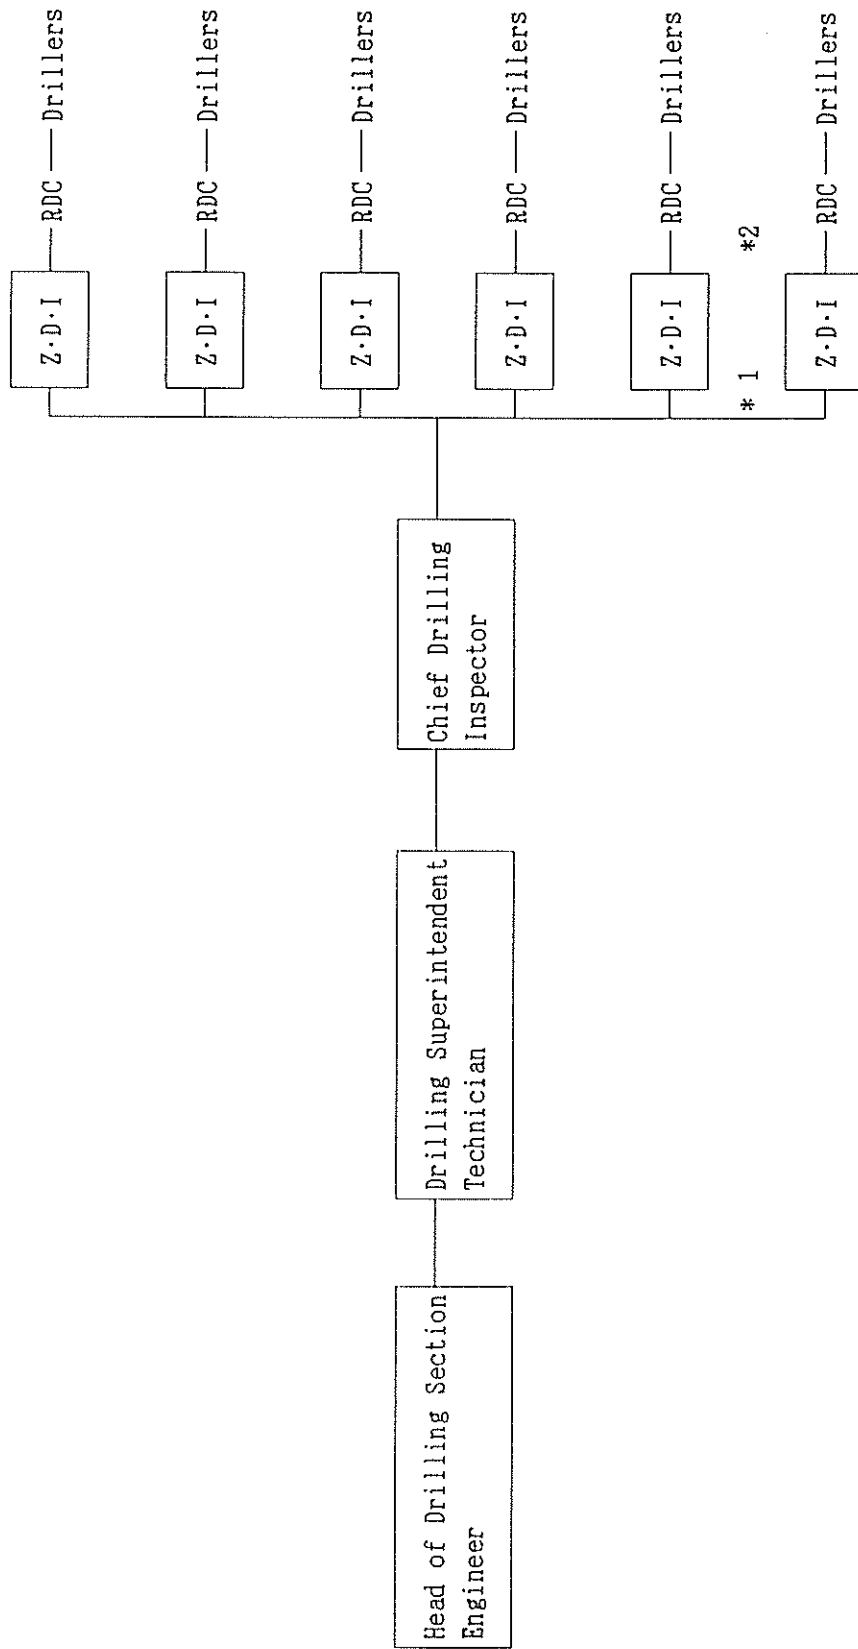 Head of Drilling Section
Engineer
Drilling Superintendent
Technician
Chief Drilling
Inspector
Z·D·I RDC Drillers
Z·D·I RDC Drillers
Z·D·I RDC Drillers
Z·D·I RDC Drillers
Z·D·I RDC Drillers
* 1 *2
Z·D·I RDC Drillers